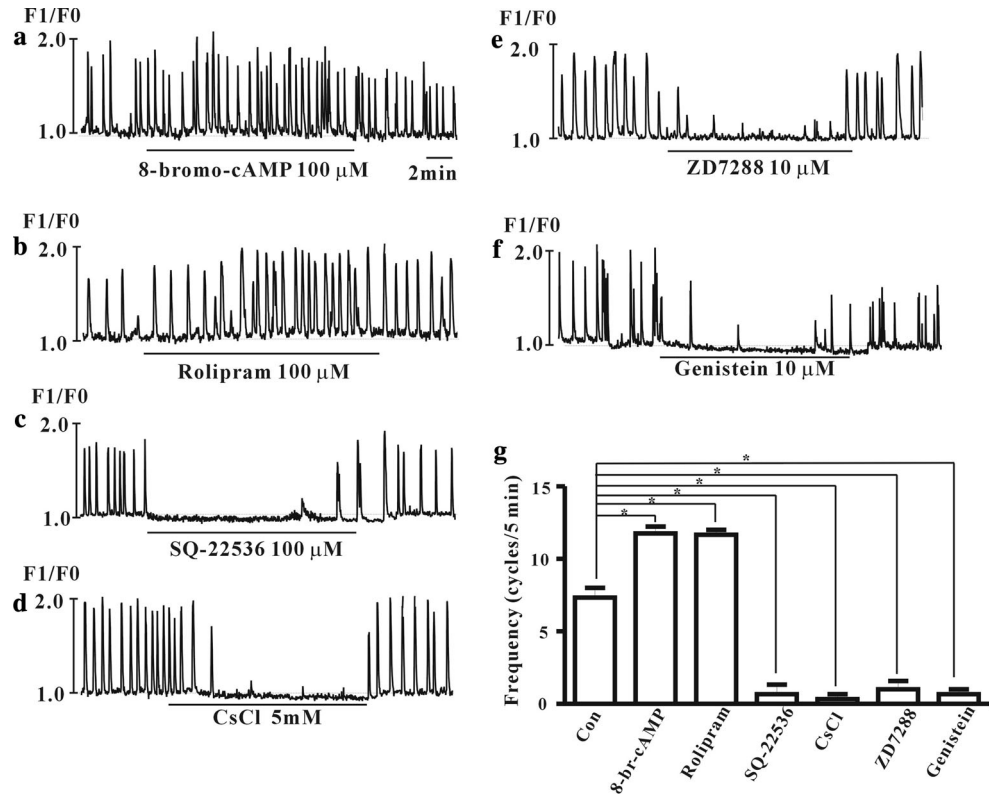 F1/F0
a
2.0
1.0
8-bromo-cAMP 100 µM
2min
F1/F0
b
2.0
1.0
Rolipram 100 µM
F1/F0
c
2.0
1.0
SQ-22536 100 µM
F1/F0
d
2.0
1.0
CsCl 5mM
F1/F0
e
2.0
1.0
ZD7288 10 µM
F1/F0
f
2.0
1.0
Genistein 10 µM
g
Frequency (cycles/5 min)
15
10
5
0
*
*
*
*
*
*
Con
8-br-cAMP
Rolipram
SQ-22536
CsCl
ZD7288
Genistein